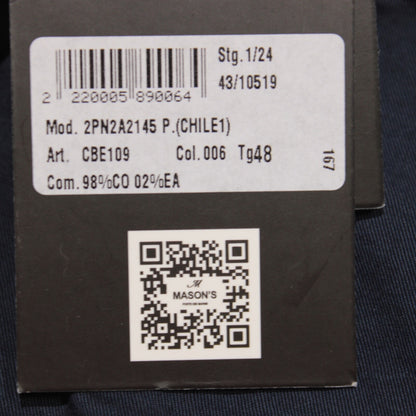 Stg.1/24
2 220005 890064
43/10519
Mod. 2PN2A2145 P.(CHILE1)
Art. CBE109 Col.006 Tg48
Com.98%CO 02%EA
167
M
MASON'S